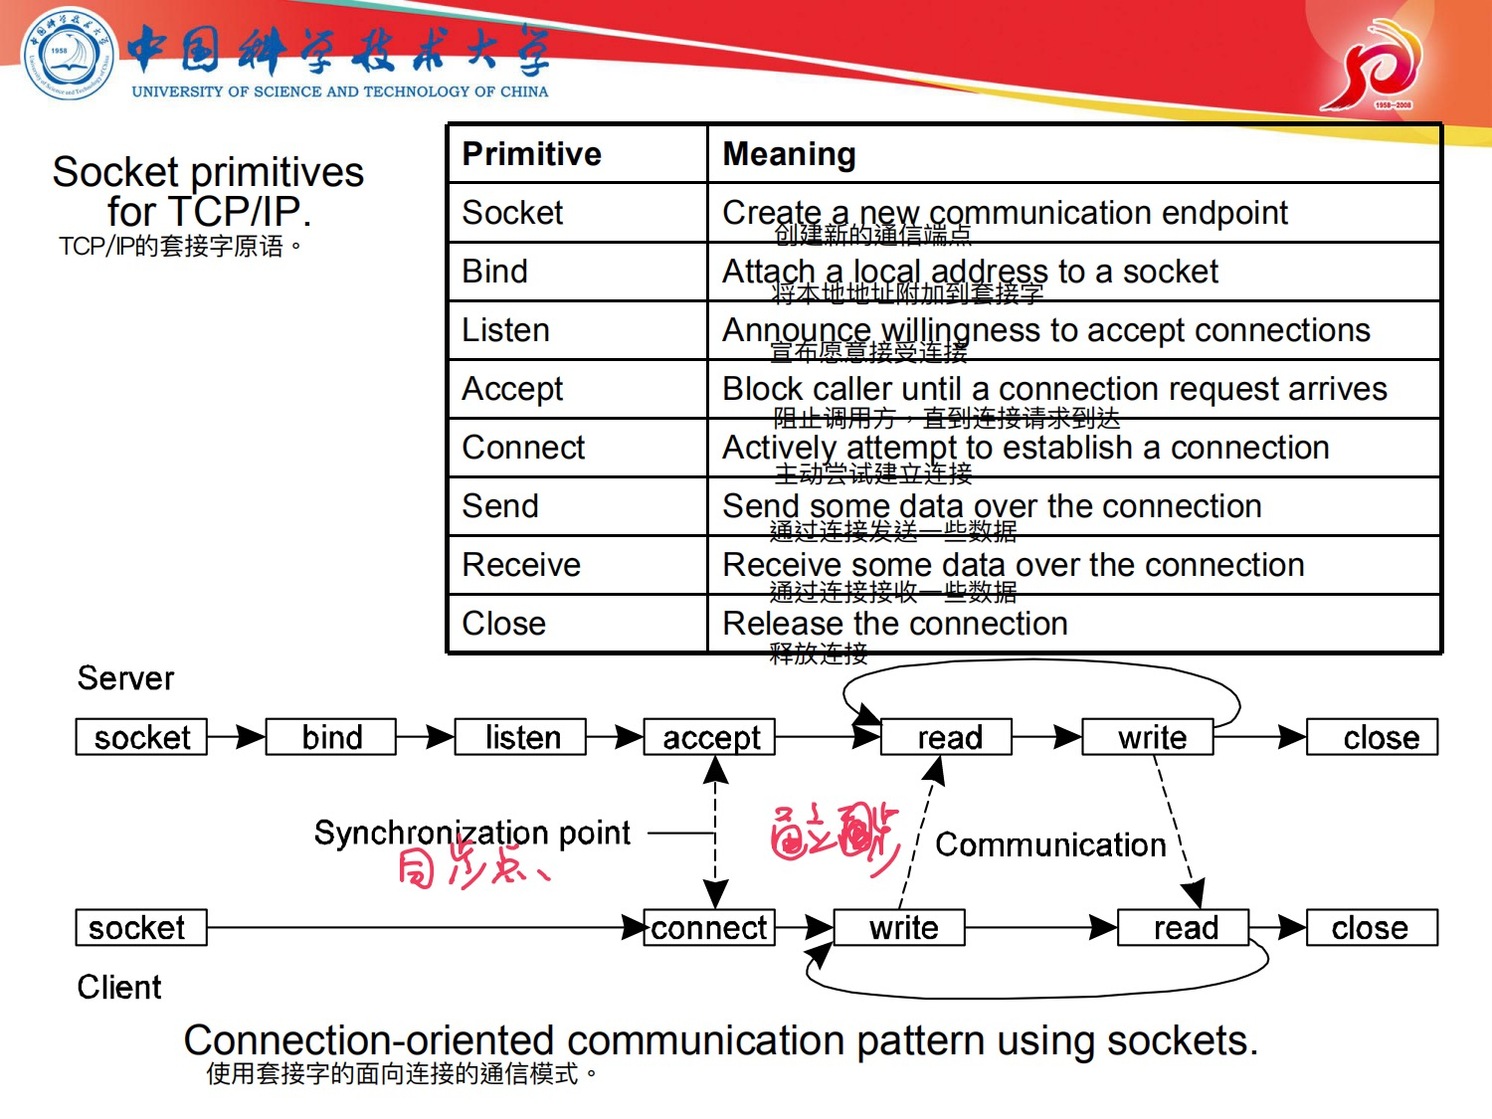 中国科学技术大学
UNIVERSITY OF SCIENCE AND TECHNOLOGY OF CHINA
1958
1958-2008
Socket primitives
for TCP/IP.
TCP/IP的套接字原语。
Primitive Meaning
Socket Create a new communication endpoint
创建新的通信端点
Bind Attach a local address to a socket
将本地地址附加到套接字
Listen Announce willingness to accept connections
宣布愿意接受连接
Accept Block caller until a connection request arrives
阻止调用方，直到连接请求到达
Connect Actively attempt to establish a connection
主动尝试建立连接
Send Send some data over the connection
通过连接发送一些数据
Receive Receive some data over the connection
通过连接接收一些数据
Close Release the connection
释放连接
Server
socket bind listen accept read write close
Synchronization point
同步点、
Communication
socket connect write read close
Client
Connection-oriented communication pattern using sockets.
使用套接字的面向连接的通信模式。